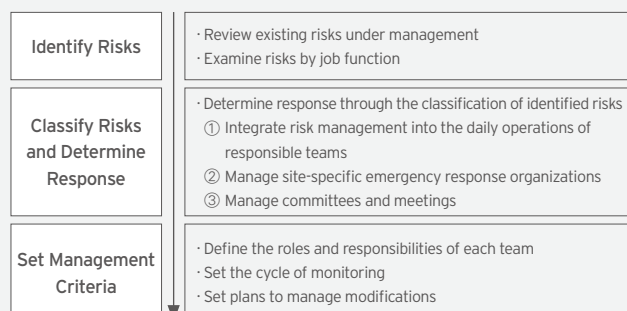 Identify Risks
· Review existing risks under management
· Examine risks by job function
Classify Risks
and Determine
Response
· Determine response through the classification of identified risks
① Integrate risk management into the daily operations of
responsible teams
② Manage site-specific emergency response organizations
③ Manage committees and meetings
Set Management
Criteria
· Define the roles and responsibilities of each team
· Set the cycle of monitoring
· Set plans to manage modifications